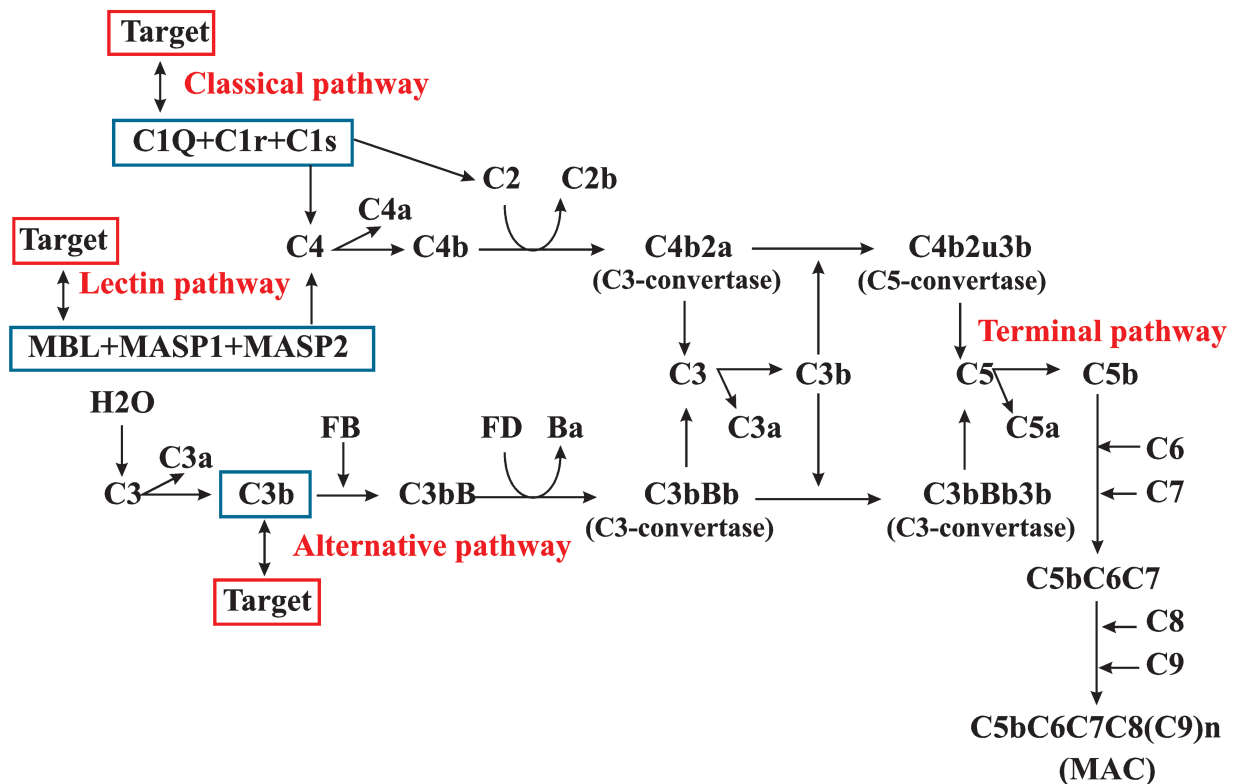 Target
Classical pathway
C1Q+C1r+C1s
C2
C2b
C4a
Target
C4
C4b
C4b2a
(C3-convertase)
C4b2u3b
(C5-convertase)
Lectin pathway
MBL+MASP1+MASP2
Terminal pathway
C3
C3b
C5
C5b
C3a
C5a
H2O
FB
FD
Ba
C3a
C6
C3
C3b
C3bB
C3bBb
(C3-convertase)
C3bBb3b
(C3-convertase)
C7
Alternative pathway
Target
C5bC6C7
C8
C9
C5bC6C7C8(C9)n
(MAC)